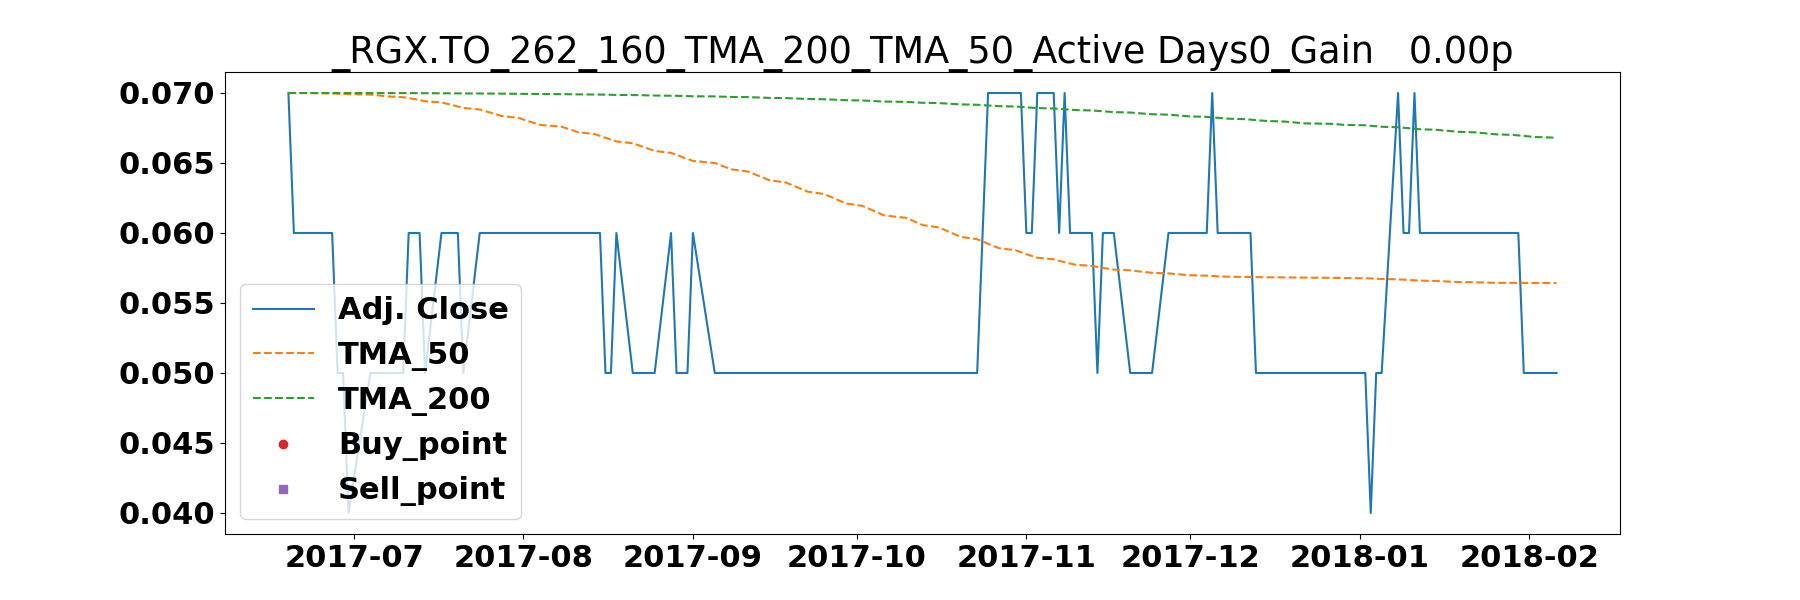 _RGX.TO_262_160_TMA_200_TMA_50_Active Days0_Gain   0.00p
0.070
0.065
0.060
0.055
0.050
0.045
0.040
Adj. Close
TMA_50
TMA_200
Buy_point
Sell_point
2017-07 2017-08 2017-09 2017-10 2017-11 2017-12 2018-01 2018-02